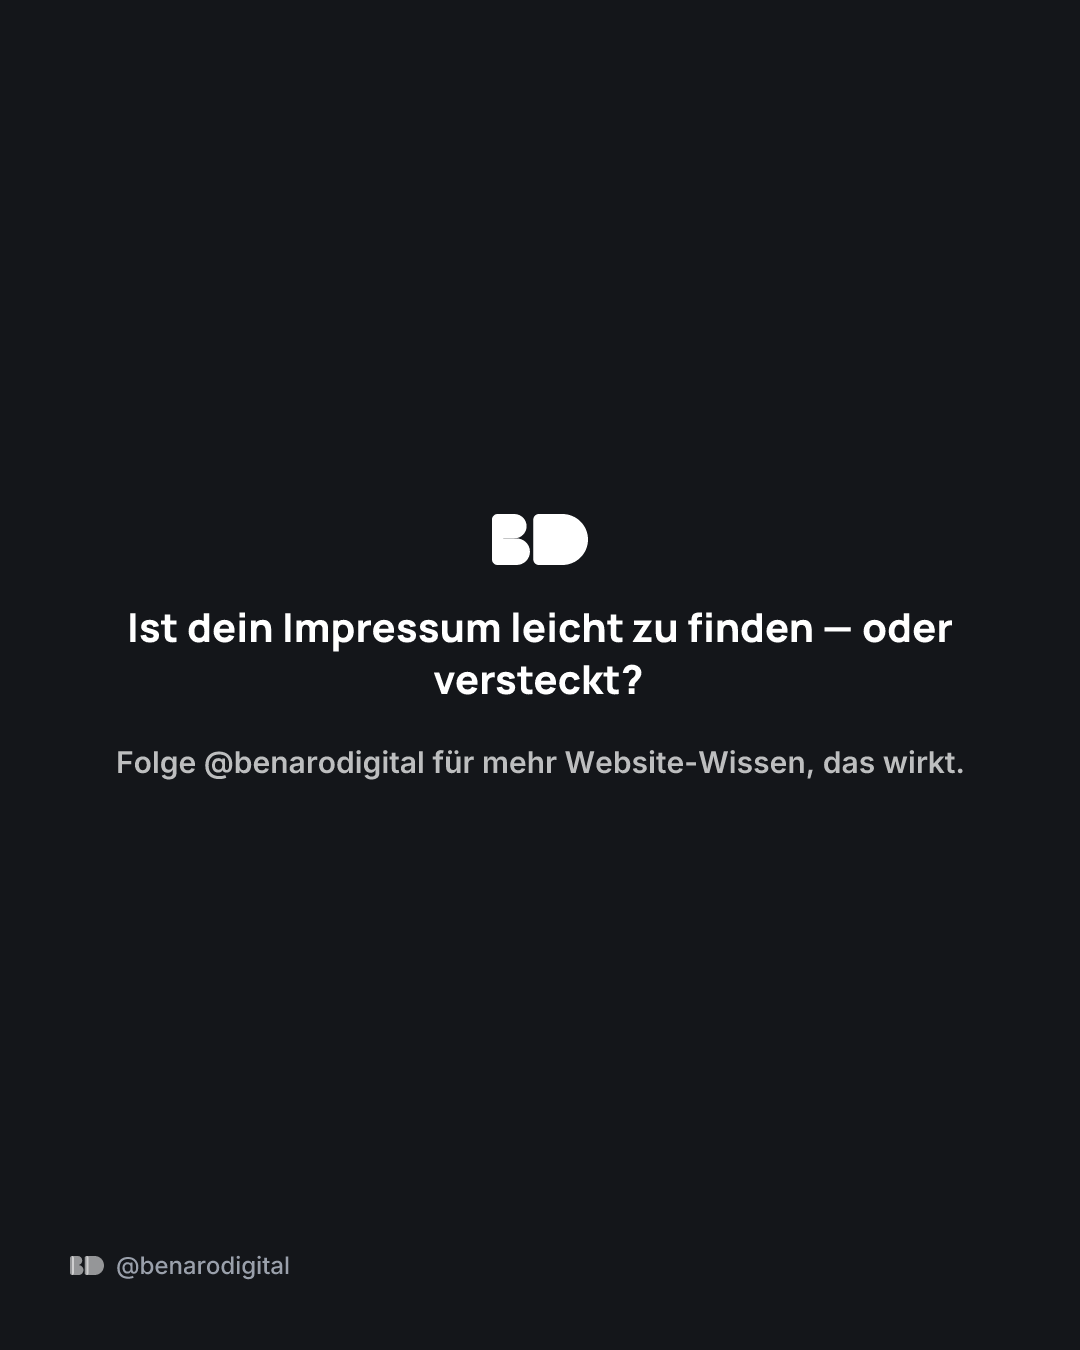 BD
Ist dein Impressum leicht zu finden — oder
versteckt?
Folge @benarodigital für mehr Website-Wissen, das wirkt.
BD @benarodigital